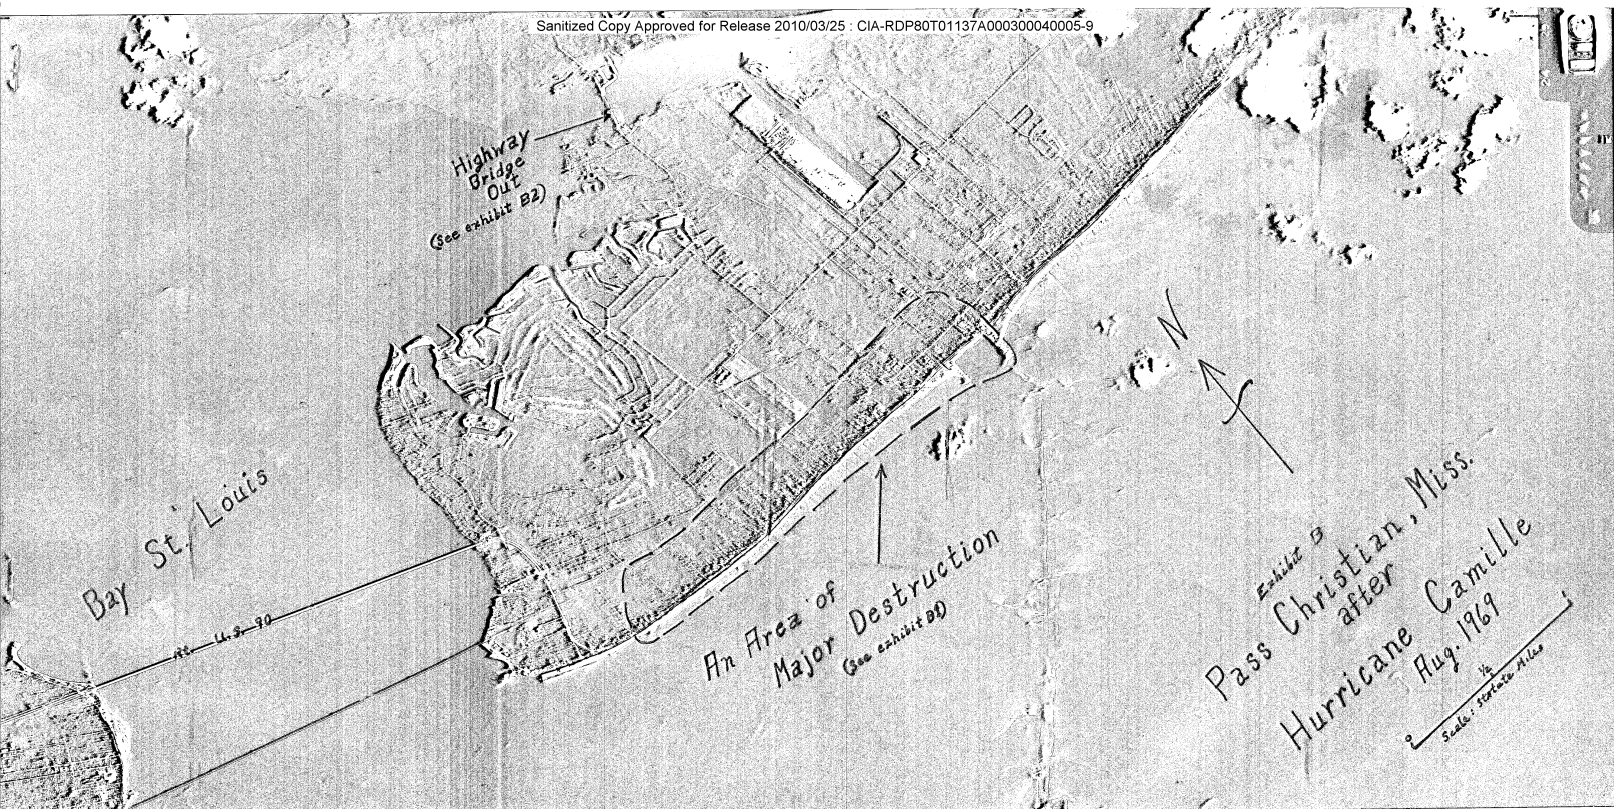 Sanitized Copy Approved for Release 2010/03/25 : CIA-RDP80T01137A000300040005-9
Highway
Bridge
Out
(see exhibit B2)
N
Bay St. Louis
Rt U.S. 90
An Area of
Major Destruction
(see exhibit B1)
Exhibit B
Pass Christian, Miss.
after
Hurricane Camille
Aug. 1969
0 1/2 1
Scale: Statute Miles